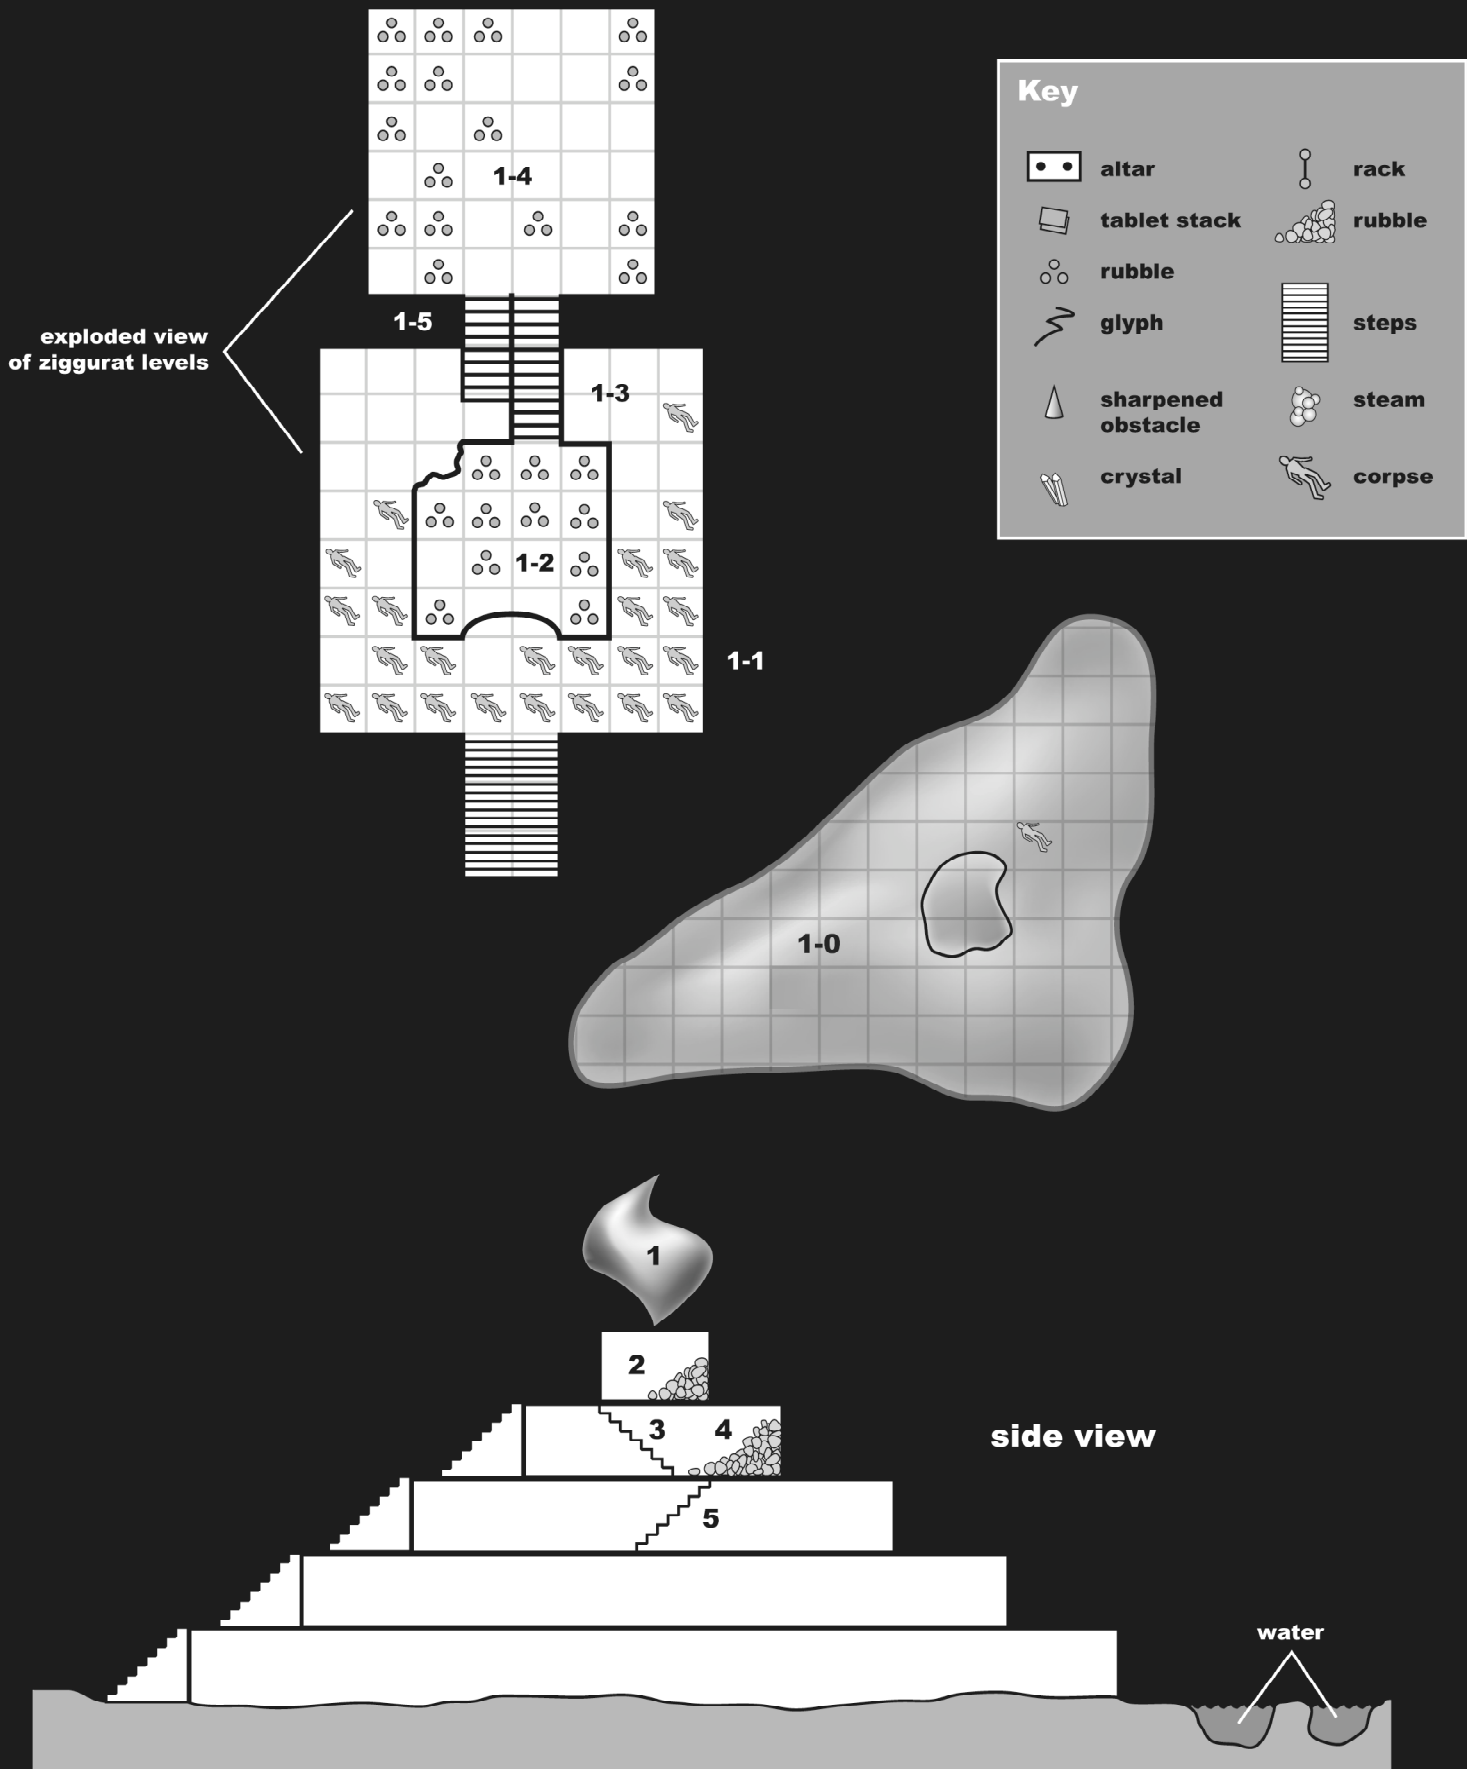 Key
altar
rack
tablet stack
rubble
rubble
glyph
steps
sharpened
obstacle
steam
crystal
corpse
1-4
1-5
exploded view
of ziggurat levels
1-3
1-2
1-1
1-0
1
2
3
4
side view
5
water